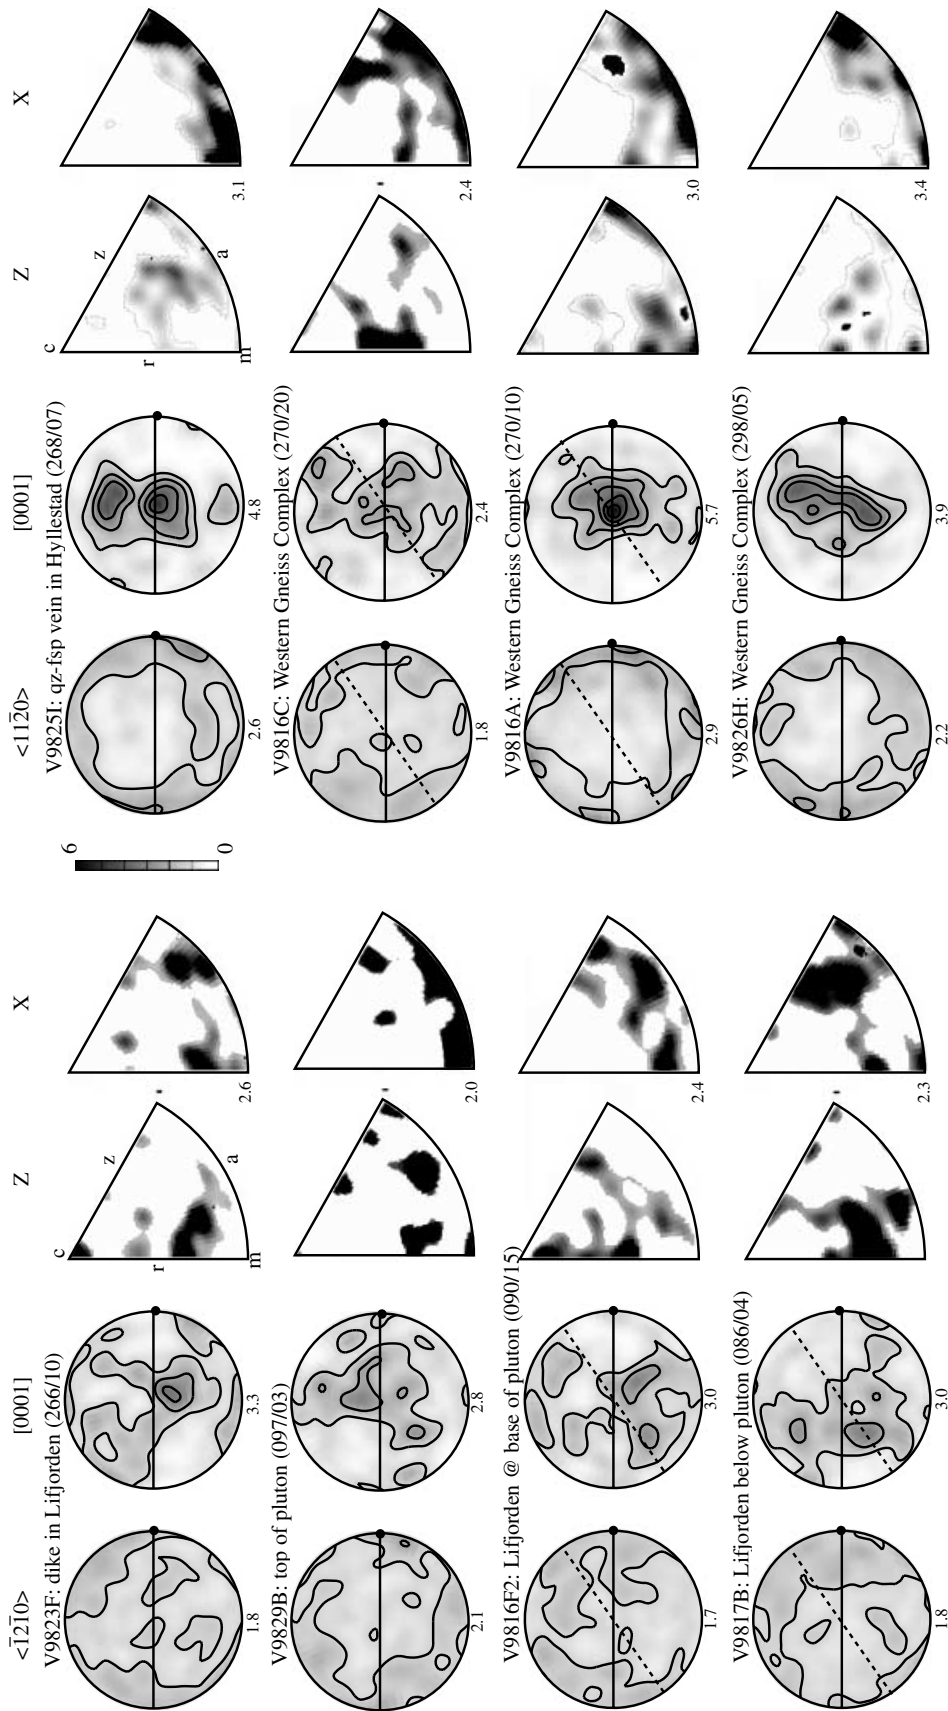 <1̄21̄0> [0001] Z X <112̄0> [0001] Z X
V9823F: dike in Lifjorden (266/10)
c
z
r
a
m
1.8 3.3 2.6
6
0
V9825I: qz-fsp vein in Hyllestad (268/07)
c
z
r
a
m
2.6 4.8 3.1
V9829B: top of pluton (097/03)
2.1 2.8 2.0
V9816C: Western Gneiss Complex (270/20)
1.8 2.4 2.4
V9816F2: Lifjorden @ base of pluton (090/15)
1.7 3.0 2.4
V9816A: Western Gneiss Complex (270/10)
2.9 5.7 3.0
V9817B: Lifjorden below pluton (086/04)
1.8 3.0 2.3
V9826H: Western Gneiss Complex (298/05)
2.2 3.9 3.4